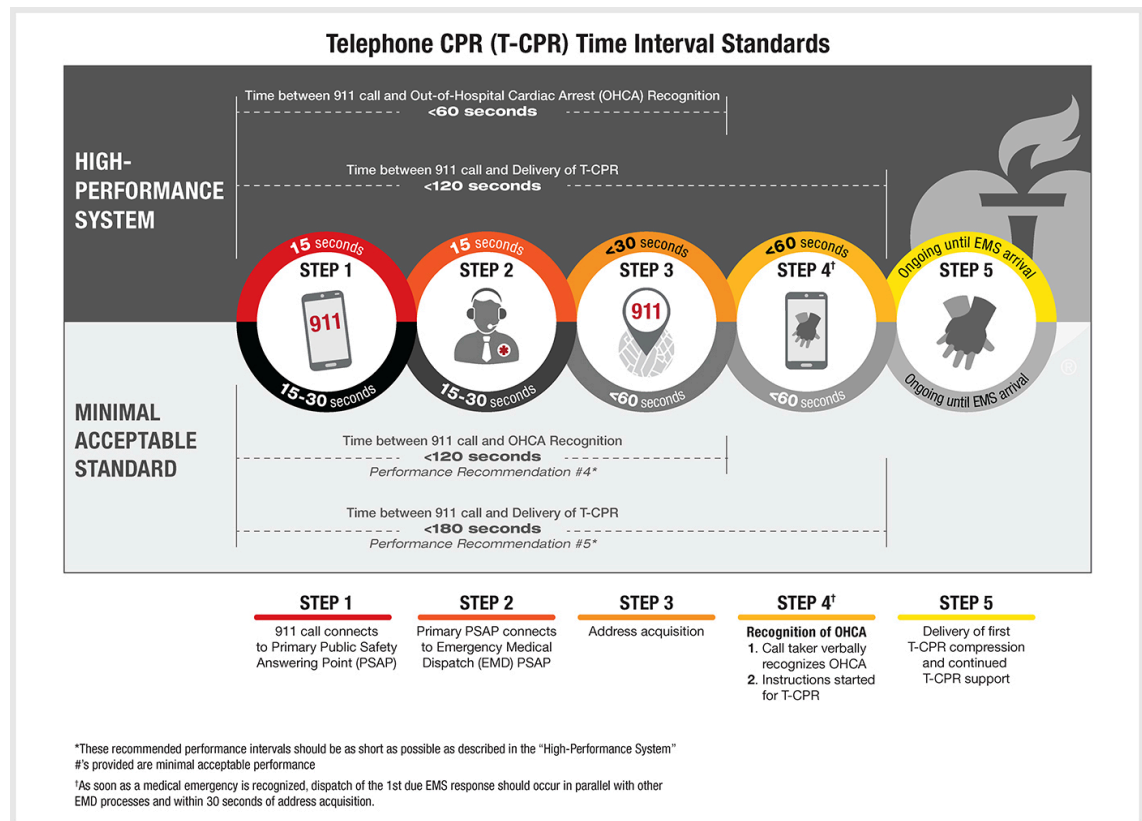 Telephone CPR (T-CPR) Time Interval Standards
HIGH-
PERFORMANCE
SYSTEM
Time between 911 call and Out-of-Hospital Cardiac Arrest (OHCA) Recognition
<60 seconds
Time between 911 call and Delivery of T-CPR
<120 seconds
15 seconds
STEP 1
911
15-30 seconds
15 seconds
STEP 2
15-30 seconds
<30 seconds
STEP 3
911
<60 seconds
<60 seconds
STEP 4†
<60 seconds
Ongoing until EMS arrival
STEP 5
Ongoing until EMS arrival
®
MINIMAL
ACCEPTABLE
STANDARD
Time between 911 call and OHCA Recognition
<120 seconds
Performance Recommendation #4*
Time between 911 call and Delivery of T-CPR
<180 seconds
Performance Recommendation #5*
STEP 1
911 call connects
to Primary Public Safety
Answering Point (PSAP)
STEP 2
Primary PSAP connects
to Emergency Medical
Dispatch (EMD) PSAP
STEP 3
Address acquisition
STEP 4†
Recognition of OHCA
1. Call taker verbally
recognizes OHCA
2. Instructions started
for T-CPR
STEP 5
Delivery of first
T-CPR compression
and continued
T-CPR support
*These recommended performance intervals should be as short as possible as described in the “High-Performance System”
#'s provided are minimal acceptable performance
†As soon as a medical emergency is recognized, dispatch of the 1st due EMS response should occur in parallel with other
EMD processes and within 30 seconds of address acquisition.